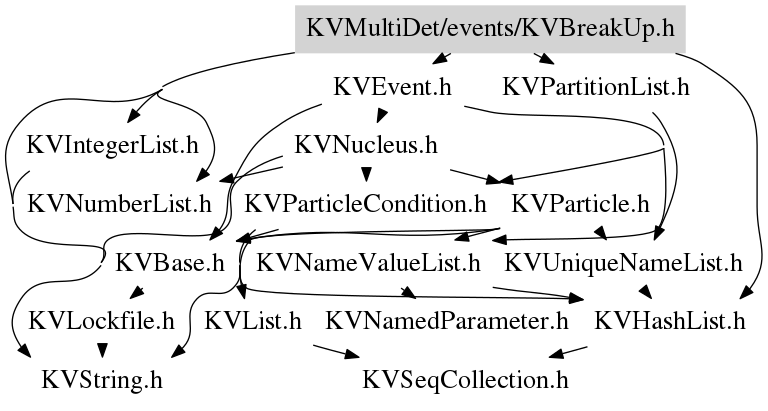 KVMultiDet/events/KVBreakUp.h
KVEvent.h
KVPartitionList.h
KVIntegerList.h
KVNucleus.h
KVNumberList.h
KVParticleCondition.h
KVParticle.h
KVBase.h
KVNameValueList.h
KVUniqueNameList.h
KVLockfile.h
KVList.h
KVNamedParameter.h
KVHashList.h
KVString.h
KVSeqCollection.h